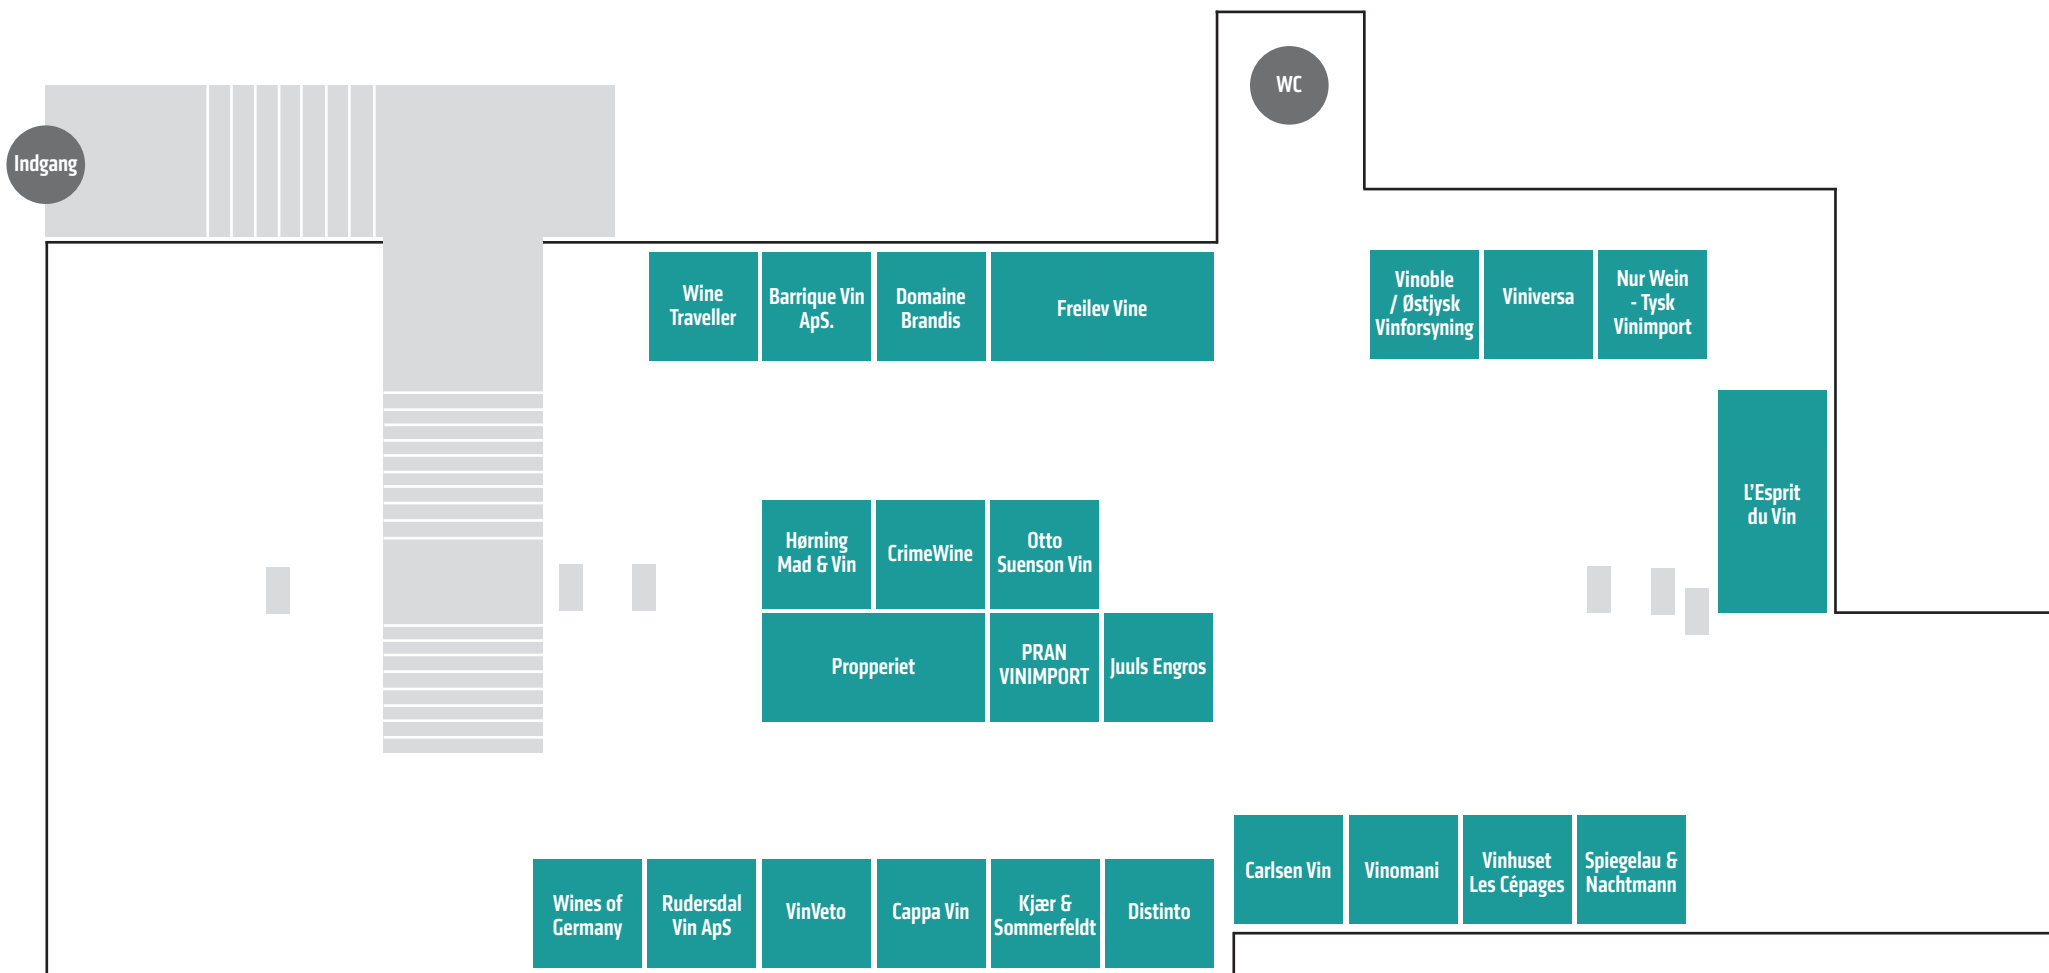 WC
Indgang
Wine
Traveller
Barrique Vin
ApS.
Domaine
Brandis
Freilev Vine
Vinoble
/ Østjysk
Vinforsyning
Viniversa
Nur Wein
- Tysk
Vinimport
L'Esprit
du Vin
Hørning
Mad & Vin
CrimeWine
Otto
Suenson Vin
Propperiet
PRAN
VINIMPORT
Juuls Engros
Carlsen Vin
Vinomani
Vinhuset
Les Cépages
Spiegelau &
Nachtmann
Wines of
Germany
Rudersdal
Vin ApS
VinVeto
Cappa Vin
Kjær &
Sommerfeldt
Distinto